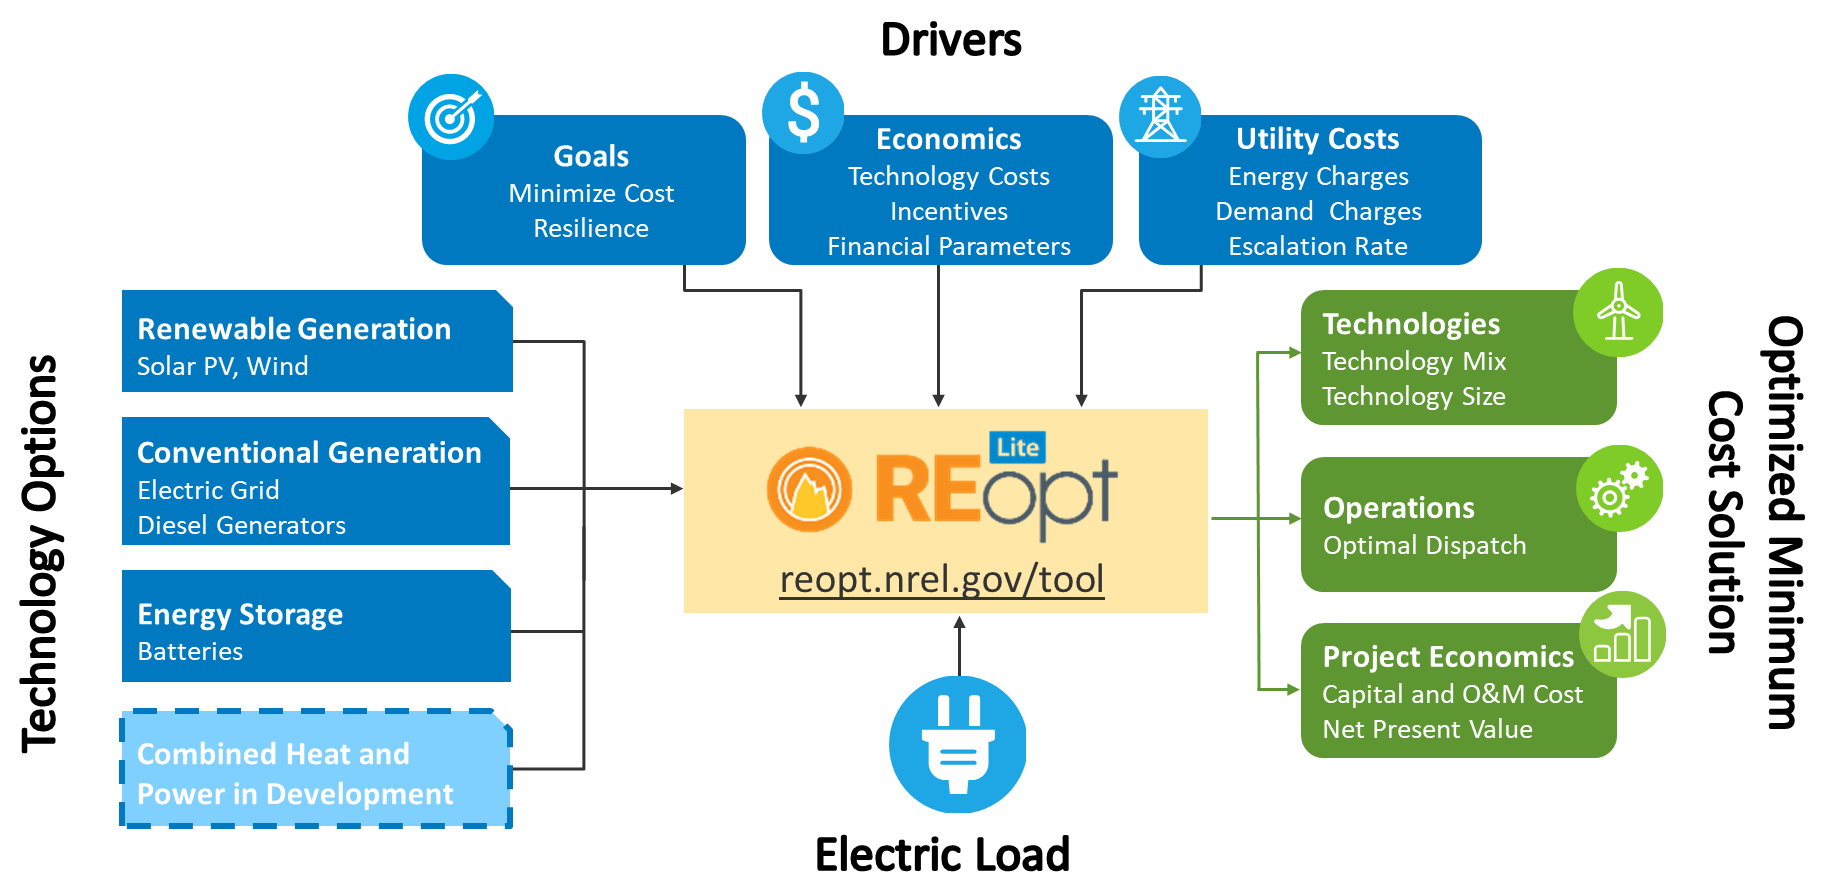 Drivers
Goals
Minimize Cost
Resilience
Economics
Technology Costs
Incentives
Financial Parameters
Utility Costs
Energy Charges
Demand Charges
Escalation Rate
Technology Options
Renewable Generation
Solar PV, Wind
Conventional Generation
Electric Grid
Diesel Generators
Energy Storage
Batteries
Combined Heat and
Power in Development
REopt Lite
reopt.nrel.gov/tool
Electric Load
Technologies
Technology Mix
Technology Size
Operations
Optimal Dispatch
Project Economics
Capital and O&M Cost
Net Present Value
Optimized Minimum
Cost Solution